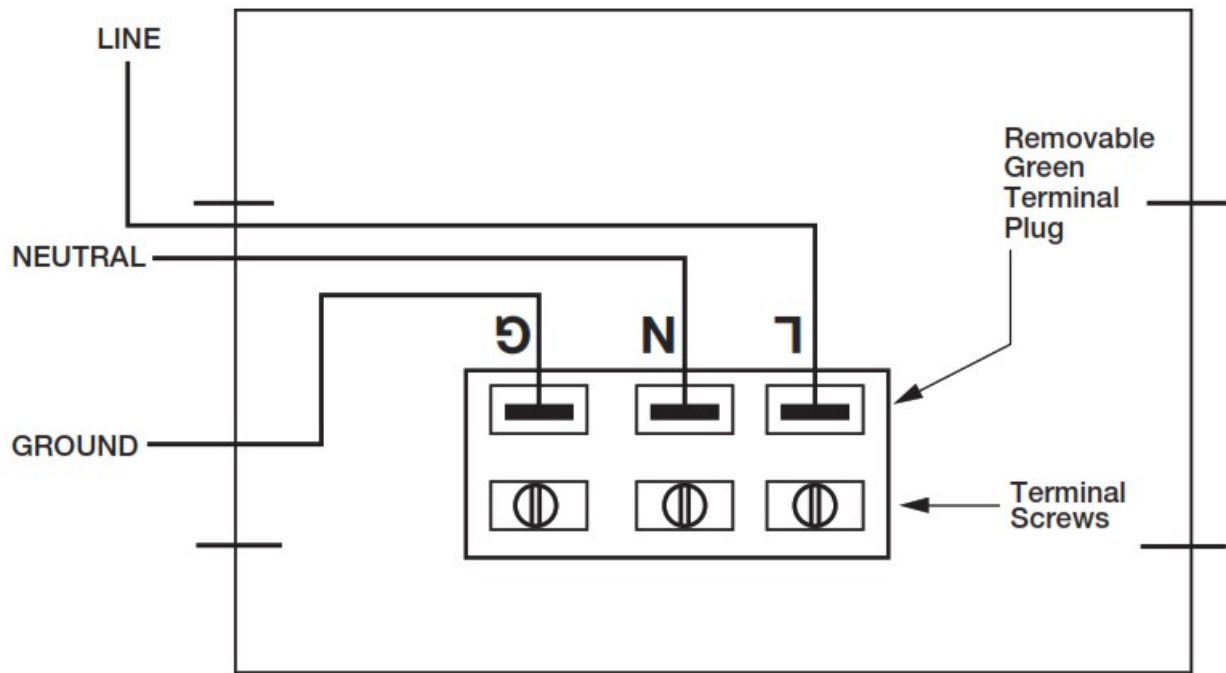 LINE
Removable
Green
Terminal
Plug
NEUTRAL
G N L
GROUND
Terminal
Screws